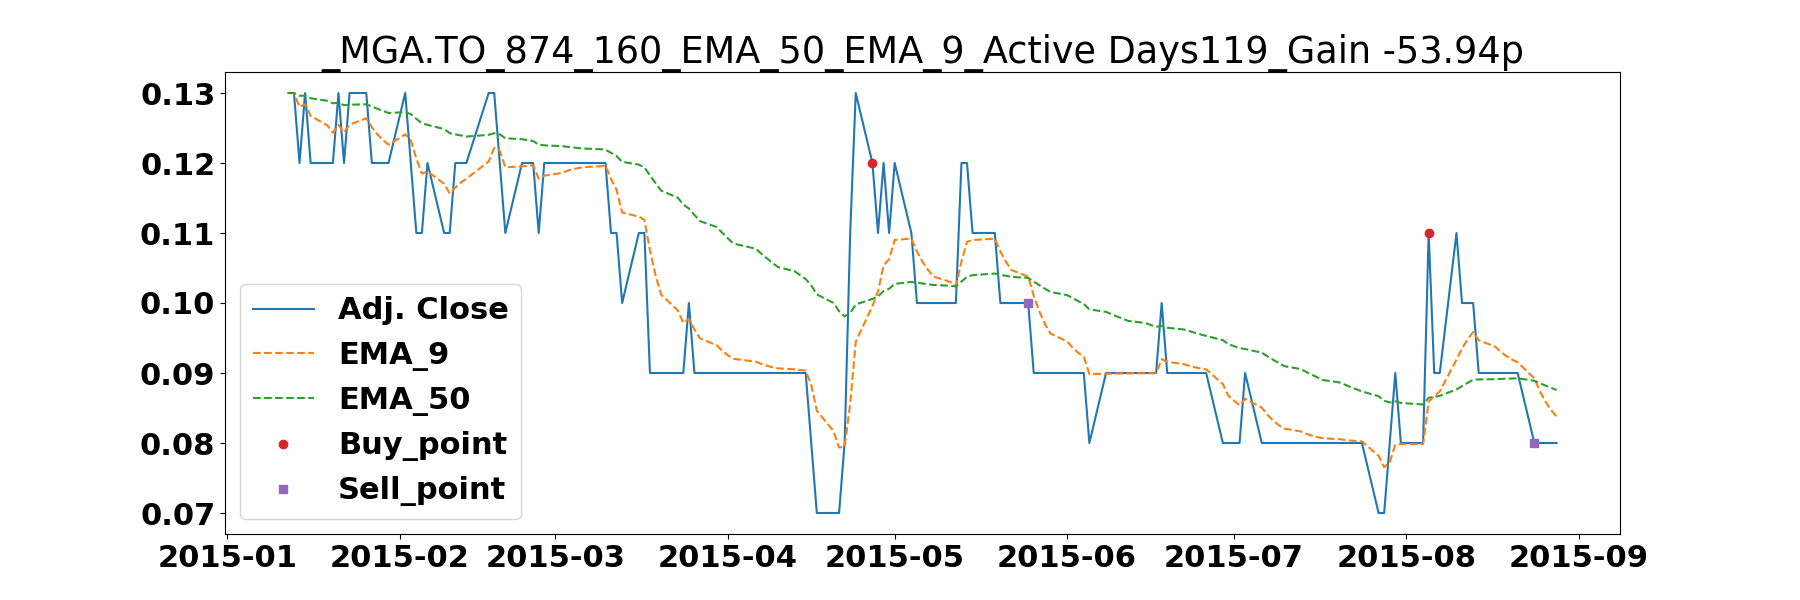 _MGA.TO_874_160_EMA_50_EMA_9_Active Days119_Gain -53.94p
0.13
0.12
0.11
0.10
0.09
0.08
0.07
Adj. Close
EMA_9
EMA_50
Buy_point
Sell_point
2015-01 2015-02 2015-03 2015-04 2015-05 2015-06 2015-07 2015-08 2015-09